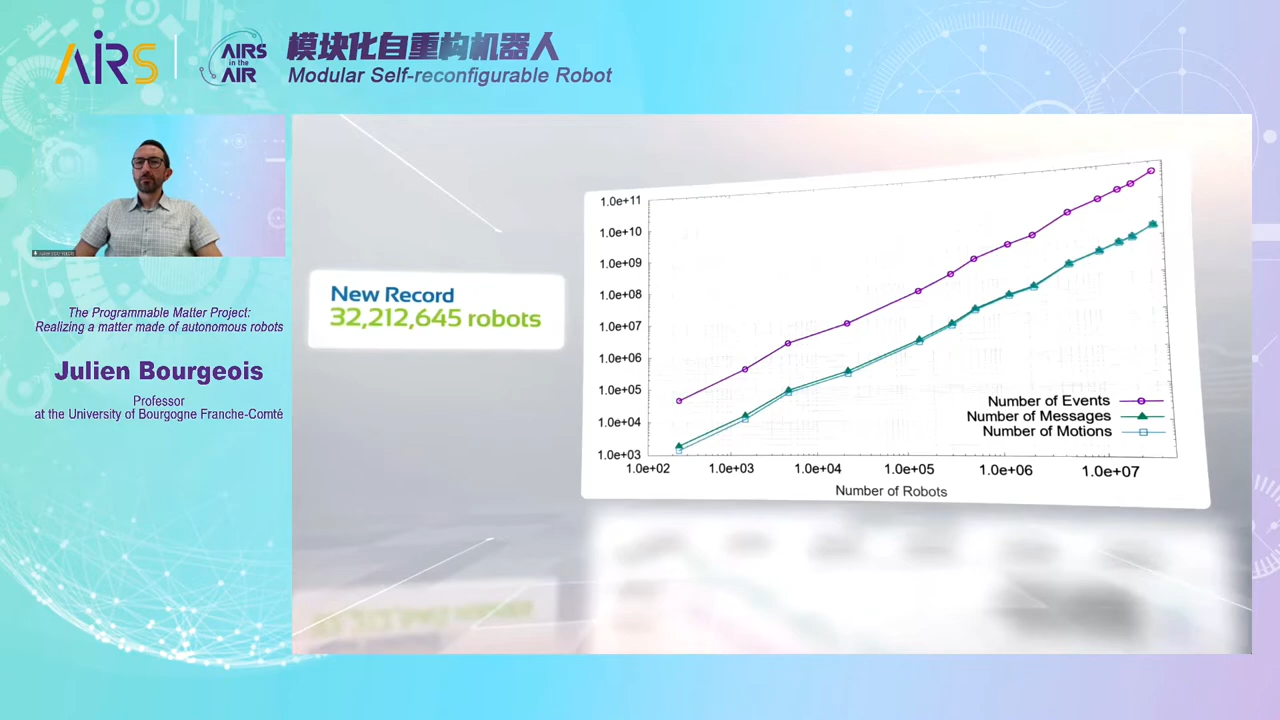 AIRS
AIRS
in the
AIR
模块化自重构机器人
Modular Self-reconfigurable Robot
The Programmable Matter Project:
Realizing a matter made of autonomous robots
Julien Bourgeois
Professor
at the University of Bourgogne Franche-Comté
New Record
32,212,645 robots
1.0e+11
1.0e+10
1.0e+09
1.0e+08
1.0e+07
1.0e+06
1.0e+05
1.0e+04
1.0e+03
1.0e+02 1.0e+03 1.0e+04 1.0e+05 1.0e+06 1.0e+07
Number of Robots
Number of Events
Number of Messages
Number of Motions